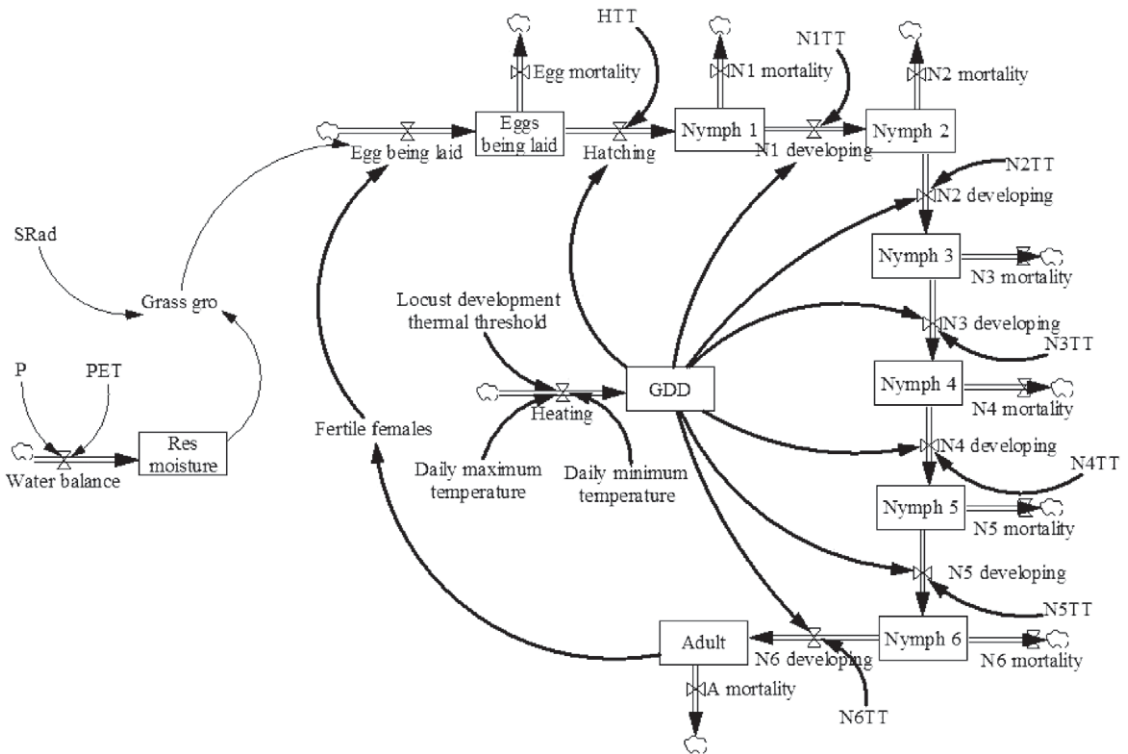 HTT
N1TT
Egg mortality
N1 mortality
N2 mortality
Eggs
being laid
Nymph 1
Nymph 2
Egg being laid
Hatching
N1 developing
N2TT
N2 developing
SRad
Nymph 3
N3 mortality
Grass gro
Locust development
thermal threshold
N3 developing
N3TT
P
PET
GDD
Nymph 4
Heating
N4 mortality
Fertile females
Res
moisture
N4 developing
Water balance
Daily maximum
temperature
Daily minimum
temperature
N4TT
Nymph 5
N5 mortality
N5 developing
N5TT
Adult
Nymph 6
N6 developing
N6 mortality
A mortality
N6TT